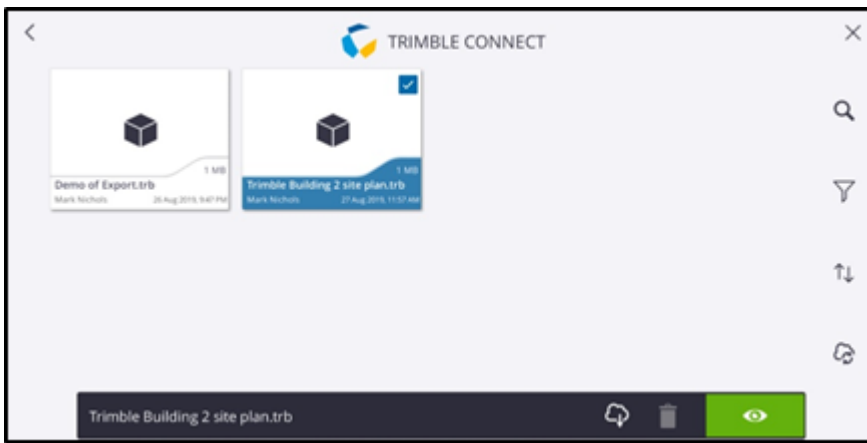 TRIMBLE CONNECT
1 MB
Demo of Export.trb
Mark Nichols 26 Aug 2019, 9:47 PM
1 MB
Trimble Building 2 site plan.trb
Mark Nichols 27 Aug 2019, 11:57 AM
Trimble Building 2 site plan.trb